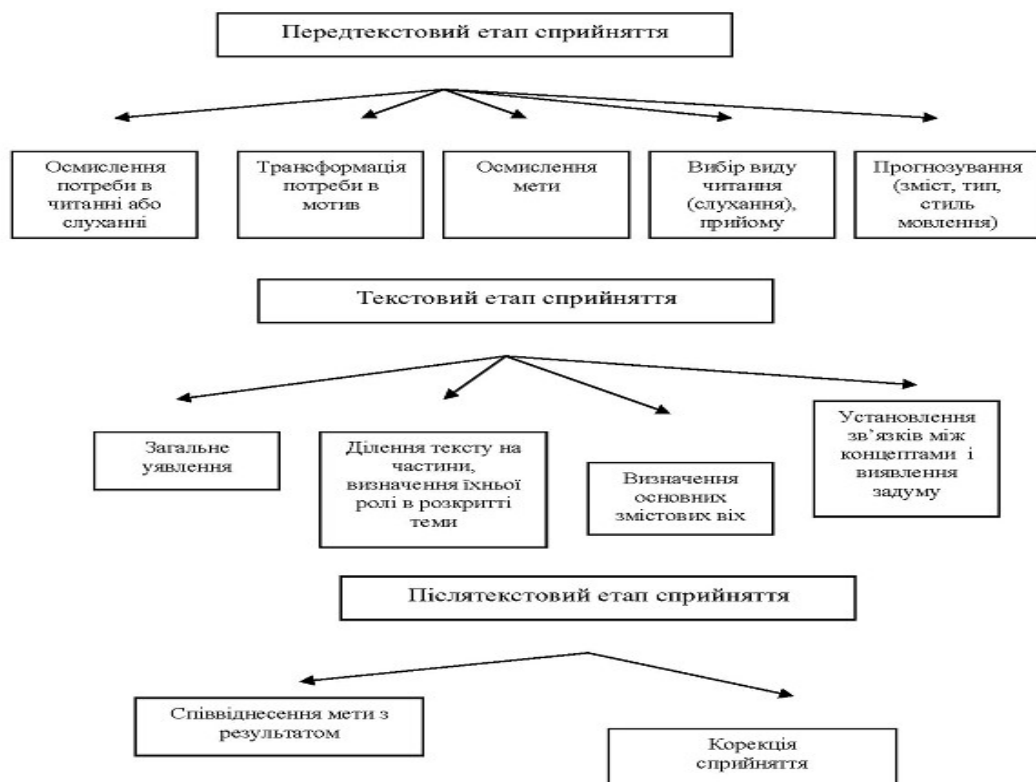 Передтекстовий етап сприйняття
Осмислення
потреби в
читанні або
слуханні
Трансформація
потреби в
мотив
Осмислення
мети
Вибір виду
читання
(слухання),
прийому
Прогнозування
(зміст, тип,
стиль
мовлення)
Текстовий етап сприйняття
Загальне
уявлення
Ділення тексту на
частини,
визначення їхньої
ролі в розкритті
теми
Визначення
основних
змістових віх
Установлення
зв’язків між
концептами і
виявлення
задуму
Післятекстовий етап сприйняття
Співвіднесення мети з
результатом
Корекція
сприйняття